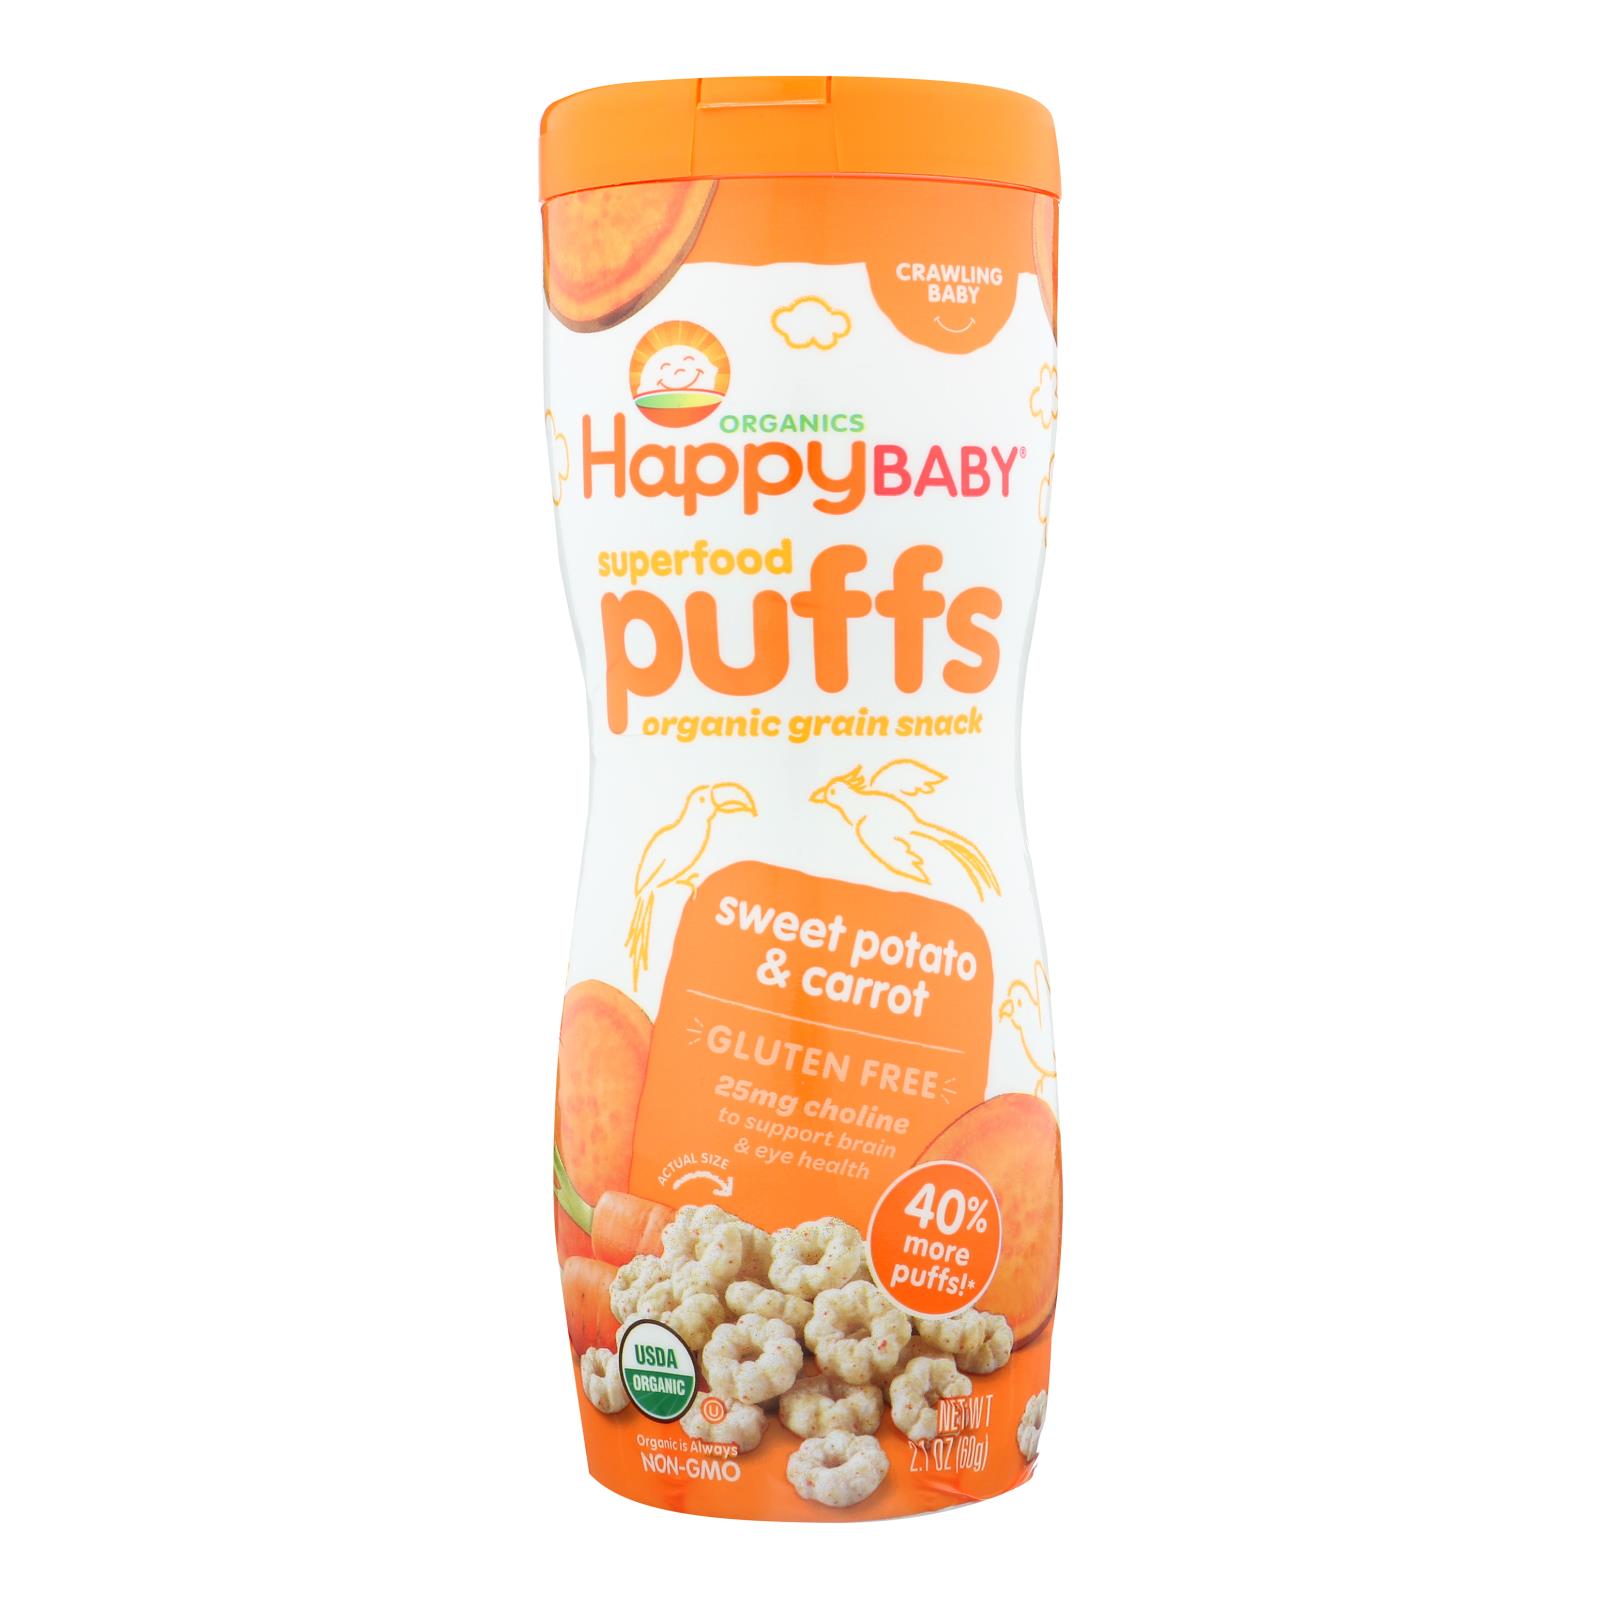 CRAWLING
BABY
ORGANICS
HappyBABY®
superfood
puffs
organic grain snack
sweet potato
& carrot
GLUTEN FREE
25mg choline
to support brain
& eye health
ACTUAL SIZE
40%
more
puffs!*
USDA
ORGANIC
U
Organic is Always
NON-GMO
NET WT
2.1 OZ (60g)